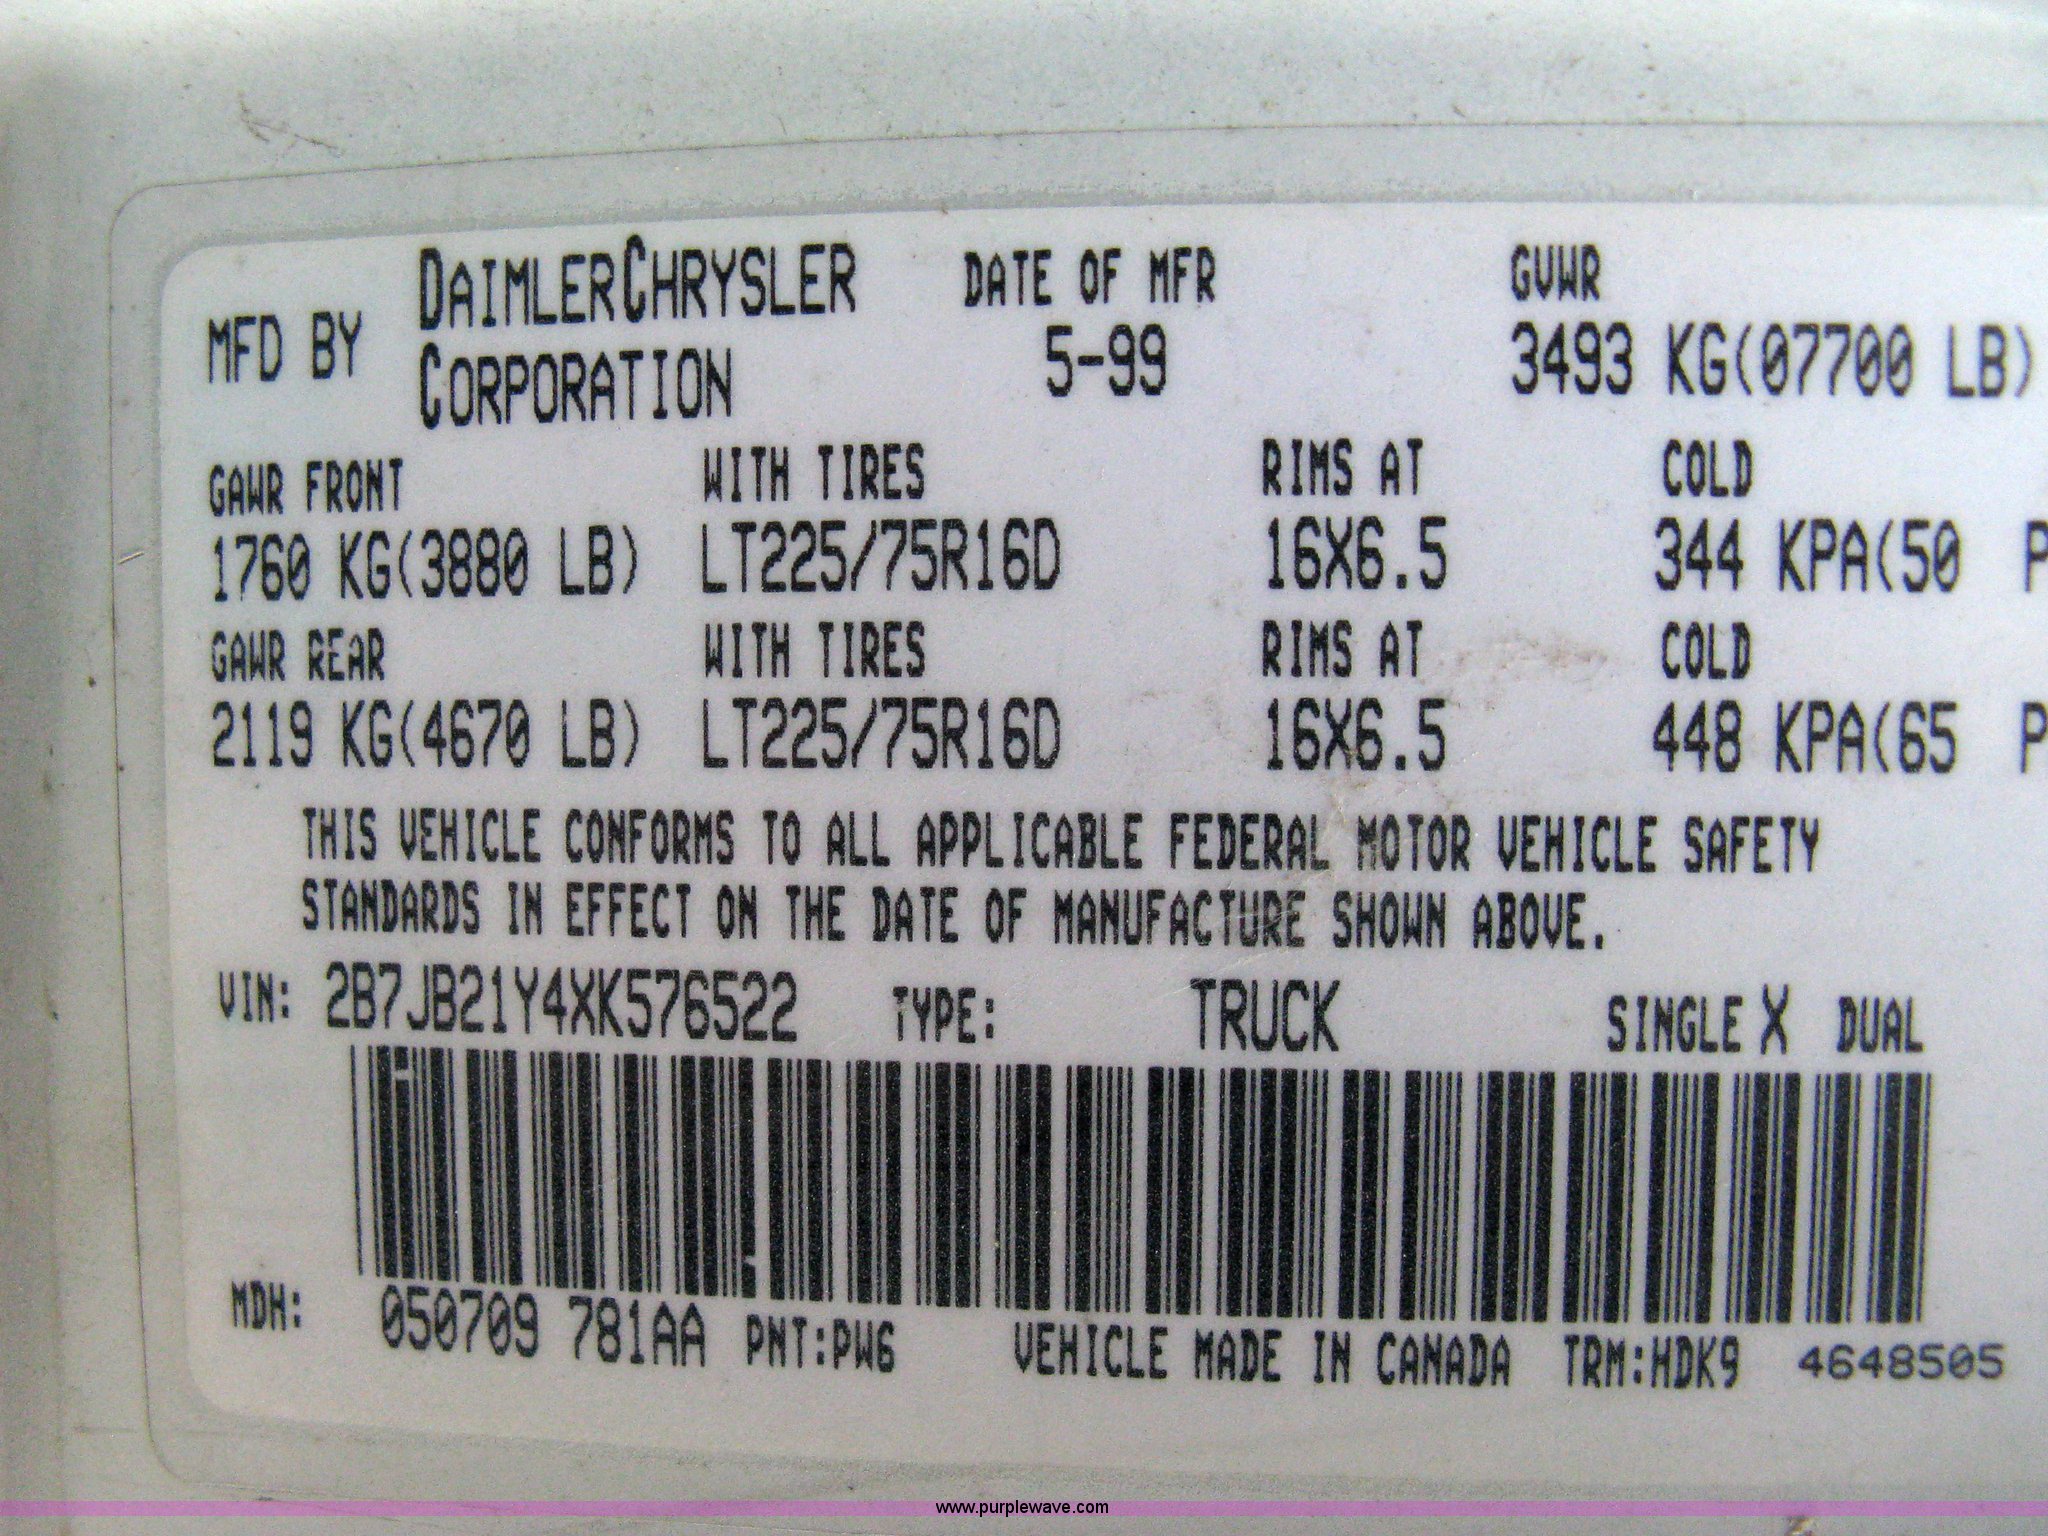 MFD BY DAIMLERCHRYSLER CORPORATION DATE OF MFR 5-99 GVWR 3493 KG(07700 LB)
GAWR FRONT WITH TIRES RIMS AT COLD
1760 KG(3880 LB) LT225/75R16D 16X6.5 344 KPA(50 P
GAWR REAR WITH TIRES RIMS AT COLD
2119 KG(4670 LB) LT225/75R16D 16X6.5 448 KPA(65 P
THIS VEHICLE CONFORMS TO ALL APPLICABLE FEDERAL MOTOR VEHICLE SAFETY
STANDARDS IN EFFECT ON THE DATE OF MANUFACTURE SHOWN ABOVE.
VIN: 2B7JB21Y4XK576522 TYPE: TRUCK SINGLE X DUAL
MDH: 050709 781AA PNT:PW6 VEHICLE MADE IN CANADA TRM:HDK9 4648505
www.purplewave.com